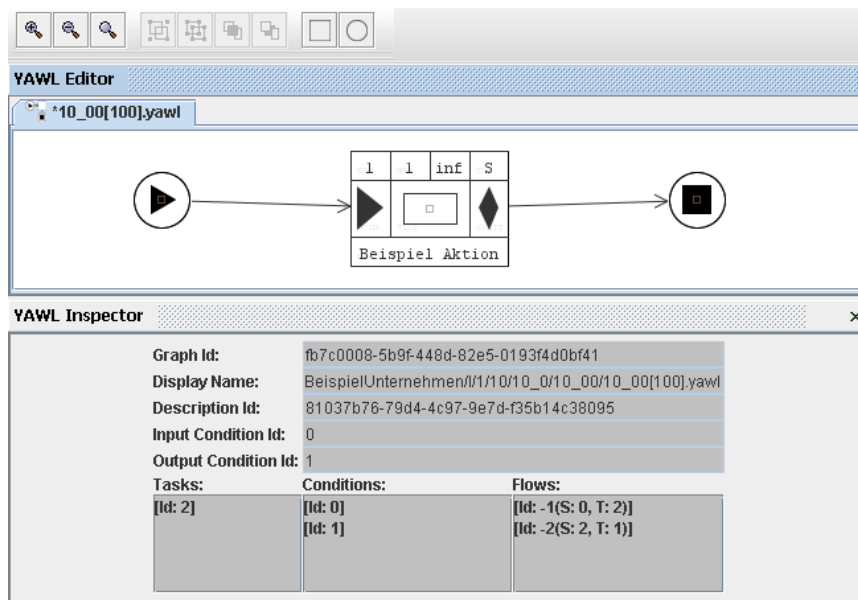 YAWL Editor
*10_00[100].yawl
1 1 inf S
Beispiel Aktion
YAWL Inspector
Graph Id: fb7c0008-5b9f-448d-82e5-0193f4d0bf41
Display Name: BeispielUnternehmen/I/1/10/10_0/10_00/10_00[100].yawl
Description Id: 81037b76-79d4-4c97-9e7d-f35b14c38095
Input Condition Id: 0
Output Condition Id: 1
Tasks: Conditions: Flows:
[Id: 2] [Id: 0] [Id: -1(S: 0, T: 2)]
[Id: 1] [Id: -2(S: 2, T: 1)]